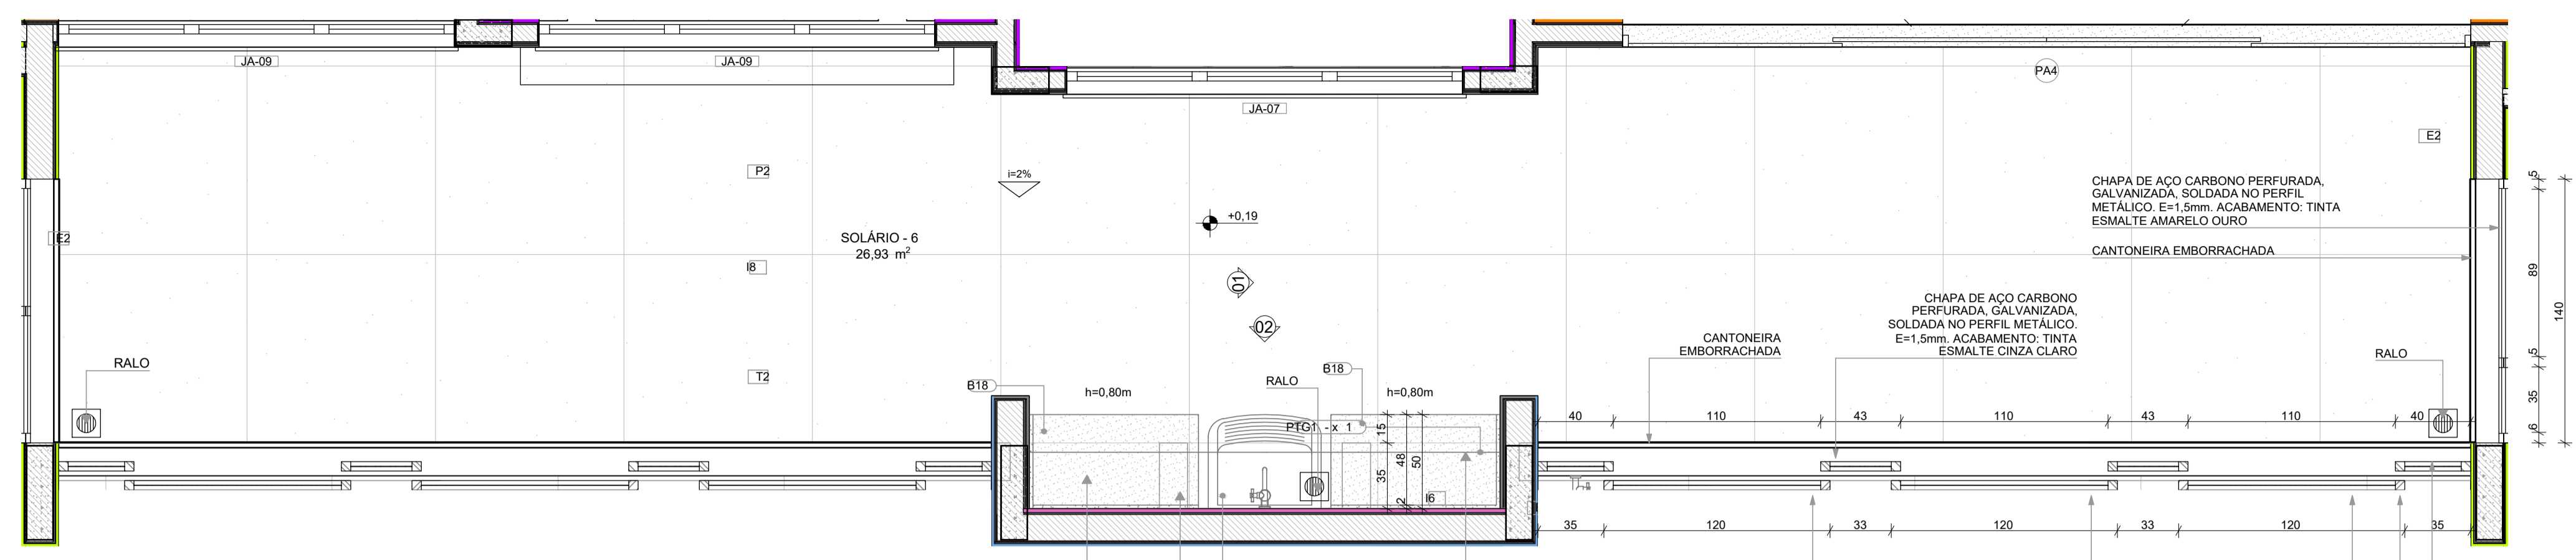 JA-09
JA-09
JA-07
PA4
E2
P2
i=2%
+0,19
CHAPA DE AÇO CARBONO PERFURADA,
GALVANIZADA, SOLDADA NO PERFIL
METÁLICO. E=1,5mm. ACABAMENTO: TINTA
ESMALTE AMARELO OURO
CANTONEIRA EMBORRACHADA
5
89
140
5
35
6
E2
SOLÁRIO - 6
26,93 m²
I8
01
02
CHAPA DE AÇO CARBONO
PERFURADA, GALVANIZADA,
SOLDADA NO PERFIL METÁLICO.
E=1,5mm. ACABAMENTO: TINTA
ESMALTE CINZA CLARO
CANTONEIRA
EMBORRACHADA
RALO
RALO
T2
B18
h=0,80m
RALO
B18
h=0,80m
PTG1 - x 1
15
48
50
35
2
I6
40
110
43
110
43
110
40
35
120
33
120
33
120
35